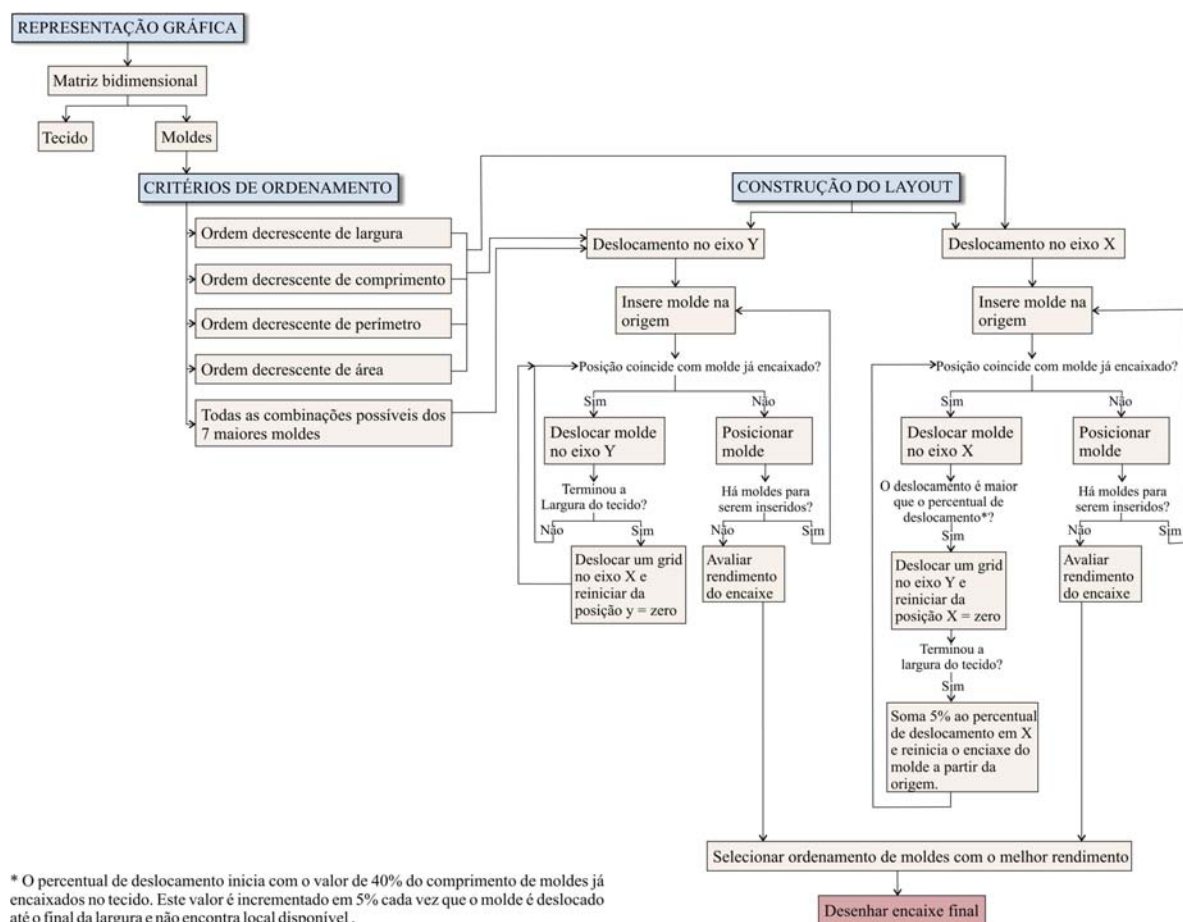 REPRESENTAÇÃO GRÁFICA
Matriz bidimensional
Tecido
Moldes
CRITÉRIOS DE ORDENAMENTO
Ordem decrescente de largura
Ordem decrescente de comprimento
Ordem decrescente de perímetro
Ordem decrescente de área
Todas as combinações possíveis dos
7 maiores moldes
CONSTRUÇÃO DO LAYOUT
Deslocamento no eixo Y
Insere molde na
origem
Posição coincide com molde já encaixado?
Sim
Não
Deslocar molde
no eixo Y
Posicionar
molde
Terminou a
Largura do tecido?
Há moldes para
serem inseridos?
Não
Sim
Não
Sim
Deslocar um grid
no eixo X e
reiniciar da
posição y = zero
Avaliar
rendimento
do encaixe
Deslocamento no eixo X
Insere molde na
origem
Posição coincide com molde já encaixado?
Sim
Não
Deslocar molde
no eixo X
Posicionar
molde
O deslocamento é maior
que o percentual de
deslocamento*?
Há moldes para
serem inseridos?
Sim
Não
Sim
Deslocar um grid
no eixo Y e
reiniciar da
posição X = zero
Avaliar
rendimento
do encaixe
Terminou a
largura do tecido?
Sim
Soma 5% ao percentual
de deslocamento em X
e reinicia o enciaxe do
molde a partir da
origem.
Selecionar ordenamento de moldes com o melhor rendimento
Desenhar encaixe final
* O percentual de deslocamento inicia com o valor de 40% do comprimento de moldes já
encaixados no tecido. Este valor é incrementado em 5% cada vez que o molde é deslocado
até o final da largura e não encontra local disponível .